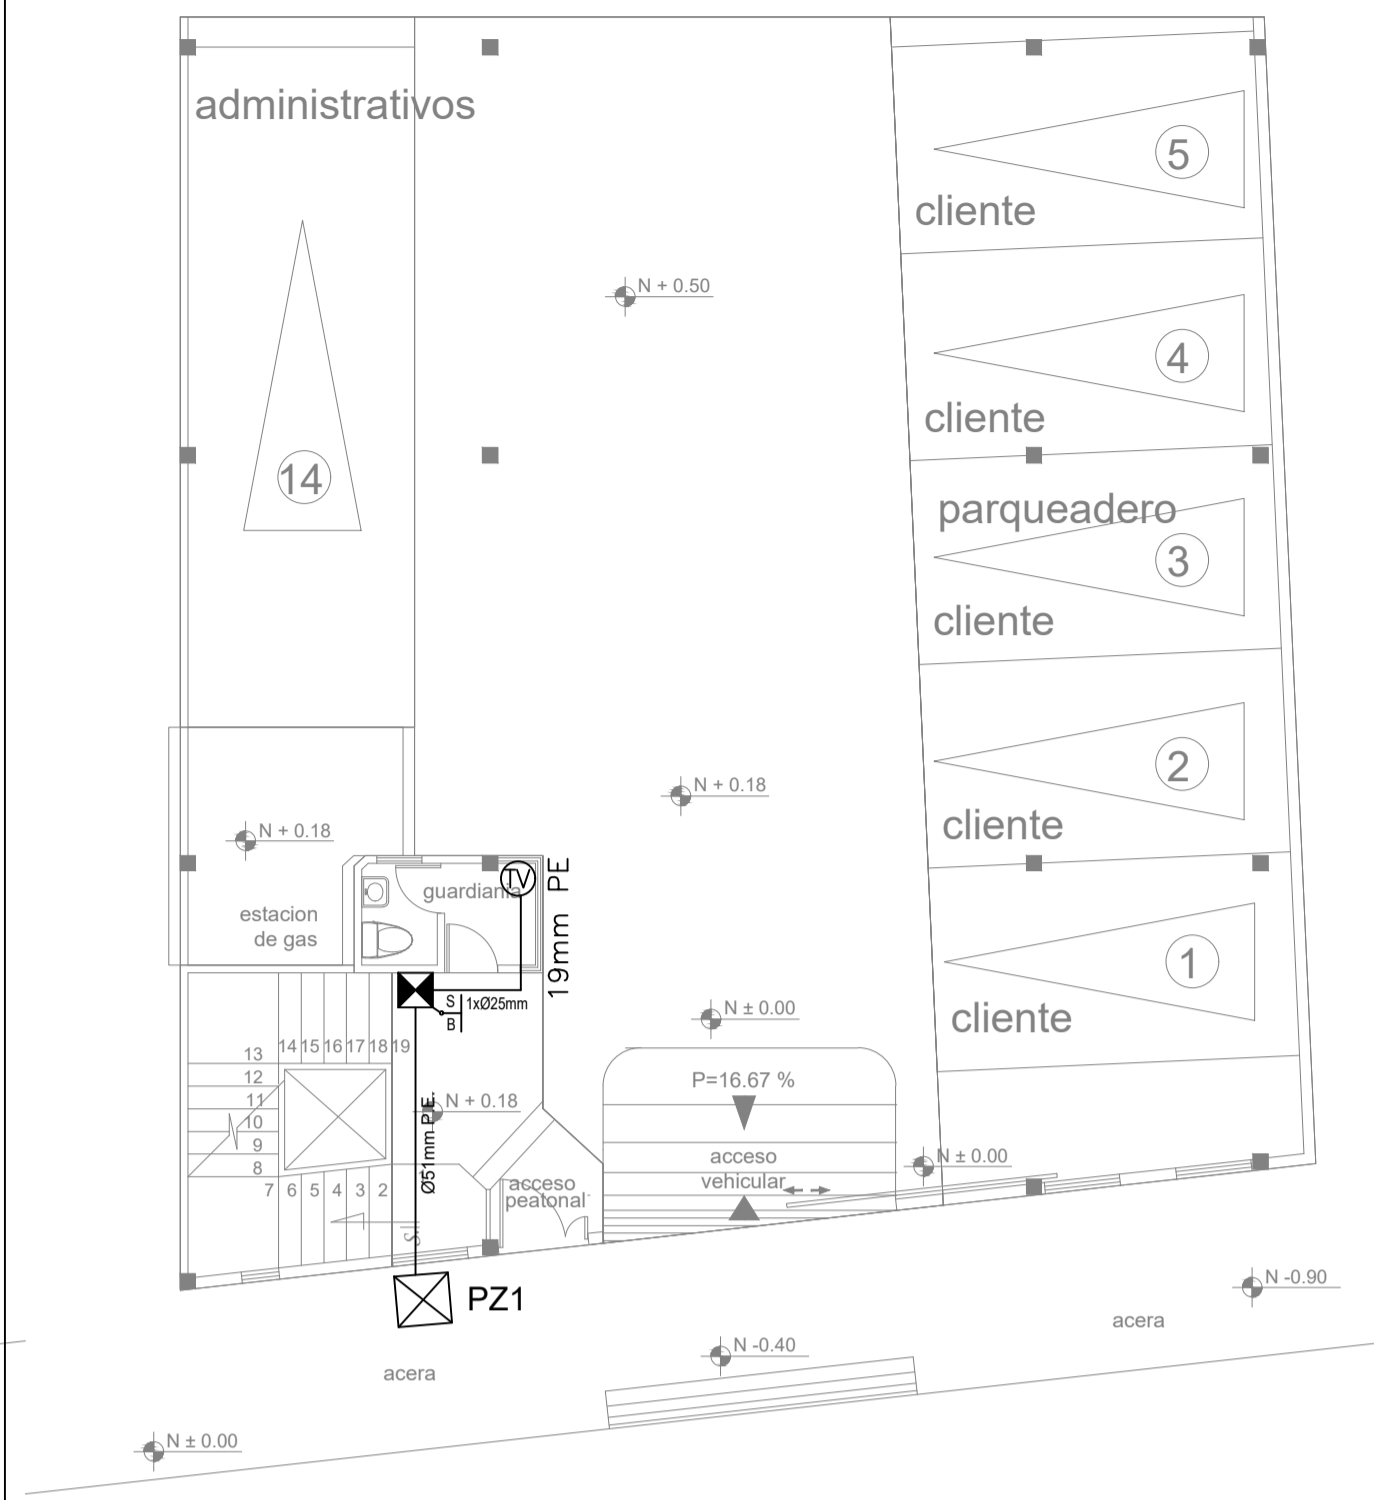 administrativos
5
cliente
N + 0.50
4
cliente
14
parqueadero
3
cliente
N + 0.18
2
cliente
N + 0.18
estacion
de gas
guardiania
TV
19mm PE
1
cliente
S
B
1xØ25mm
N ± 0.00
13
14
15
16
17
18
19
12
11
10
9
8
7
6
5
4
3
2
Ø51mm P.E.
N + 0.18
P=16.67 %
acceso
vehicular
N ± 0.00
acceso
peatonal
PZ1
N -0.90
acera
N -0.40
acera
N ± 0.00